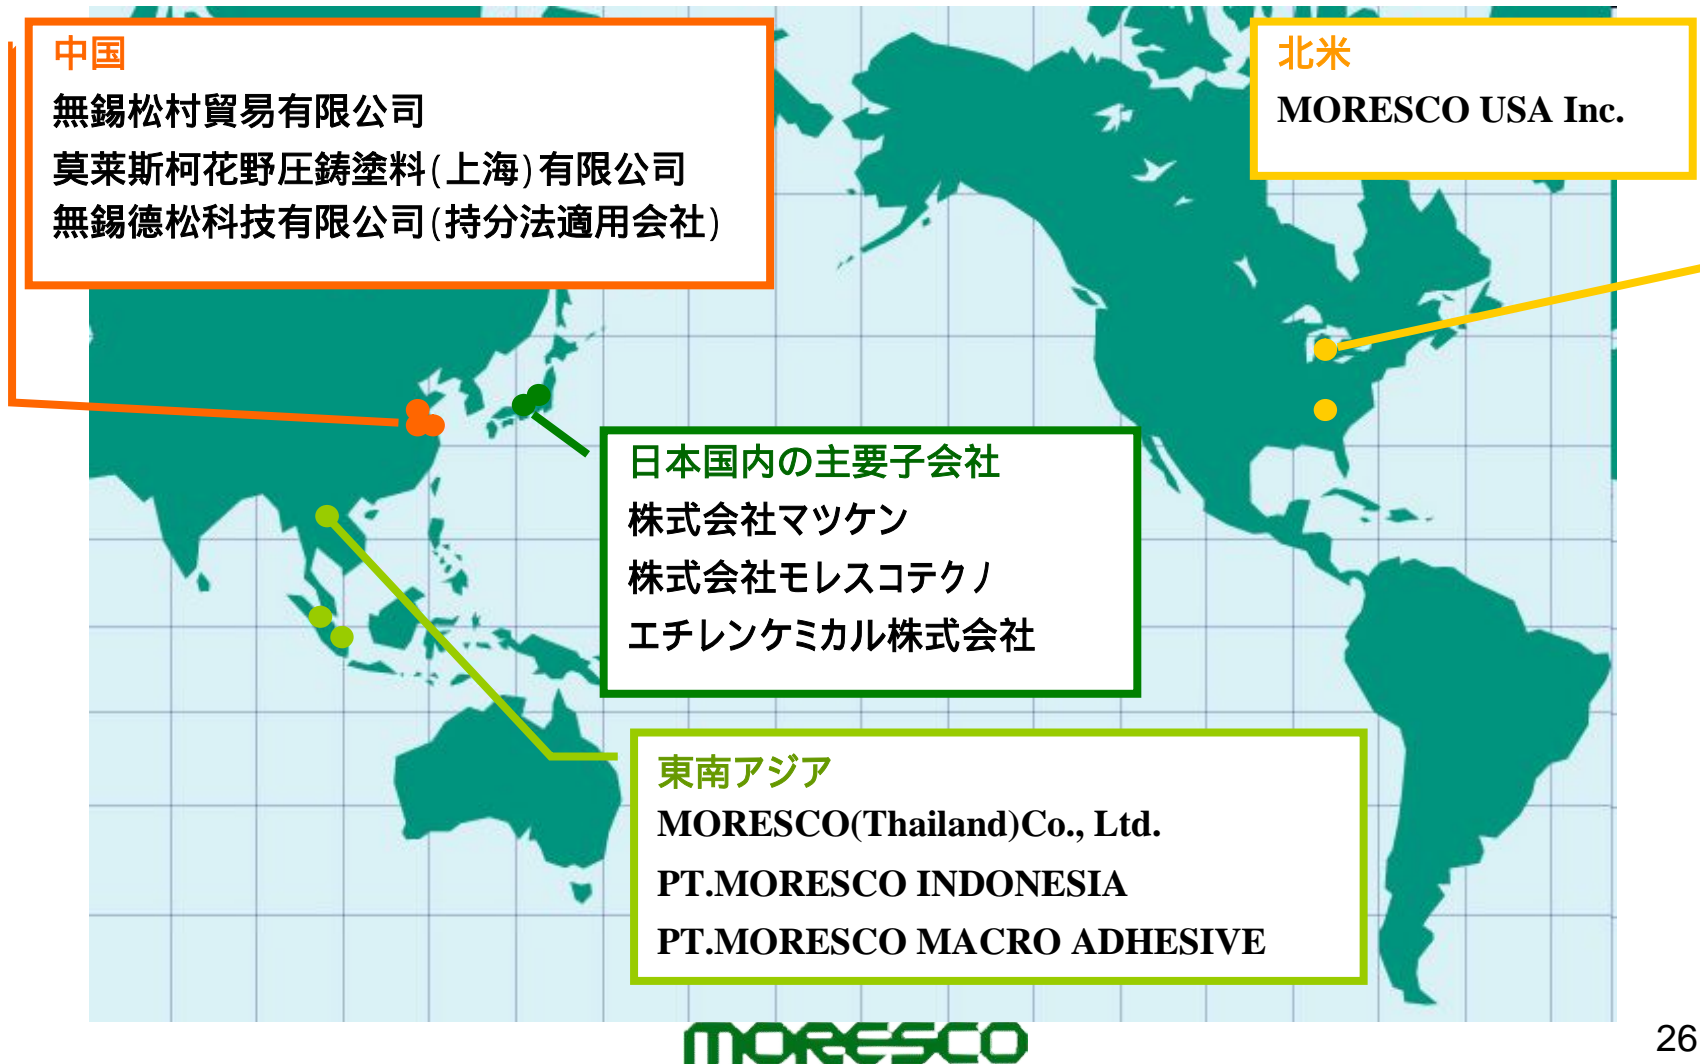 中国
無錫松村貿易有限公司
莫莱斯柯花野圧鋳塗料(上海)有限公司
無錫德松科技有限公司(持分法適用会社)
北米
MORESCO USA Inc.
日本国内の主要子会社
株式会社マツケン
株式会社モレスコテクノ
エチレンケミカル株式会社
東南アジア
MORESCO(Thailand)Co., Ltd.
PT.MORESCO INDONESIA
PT.MORESCO MACRO ADHESIVE
MORESCO
26